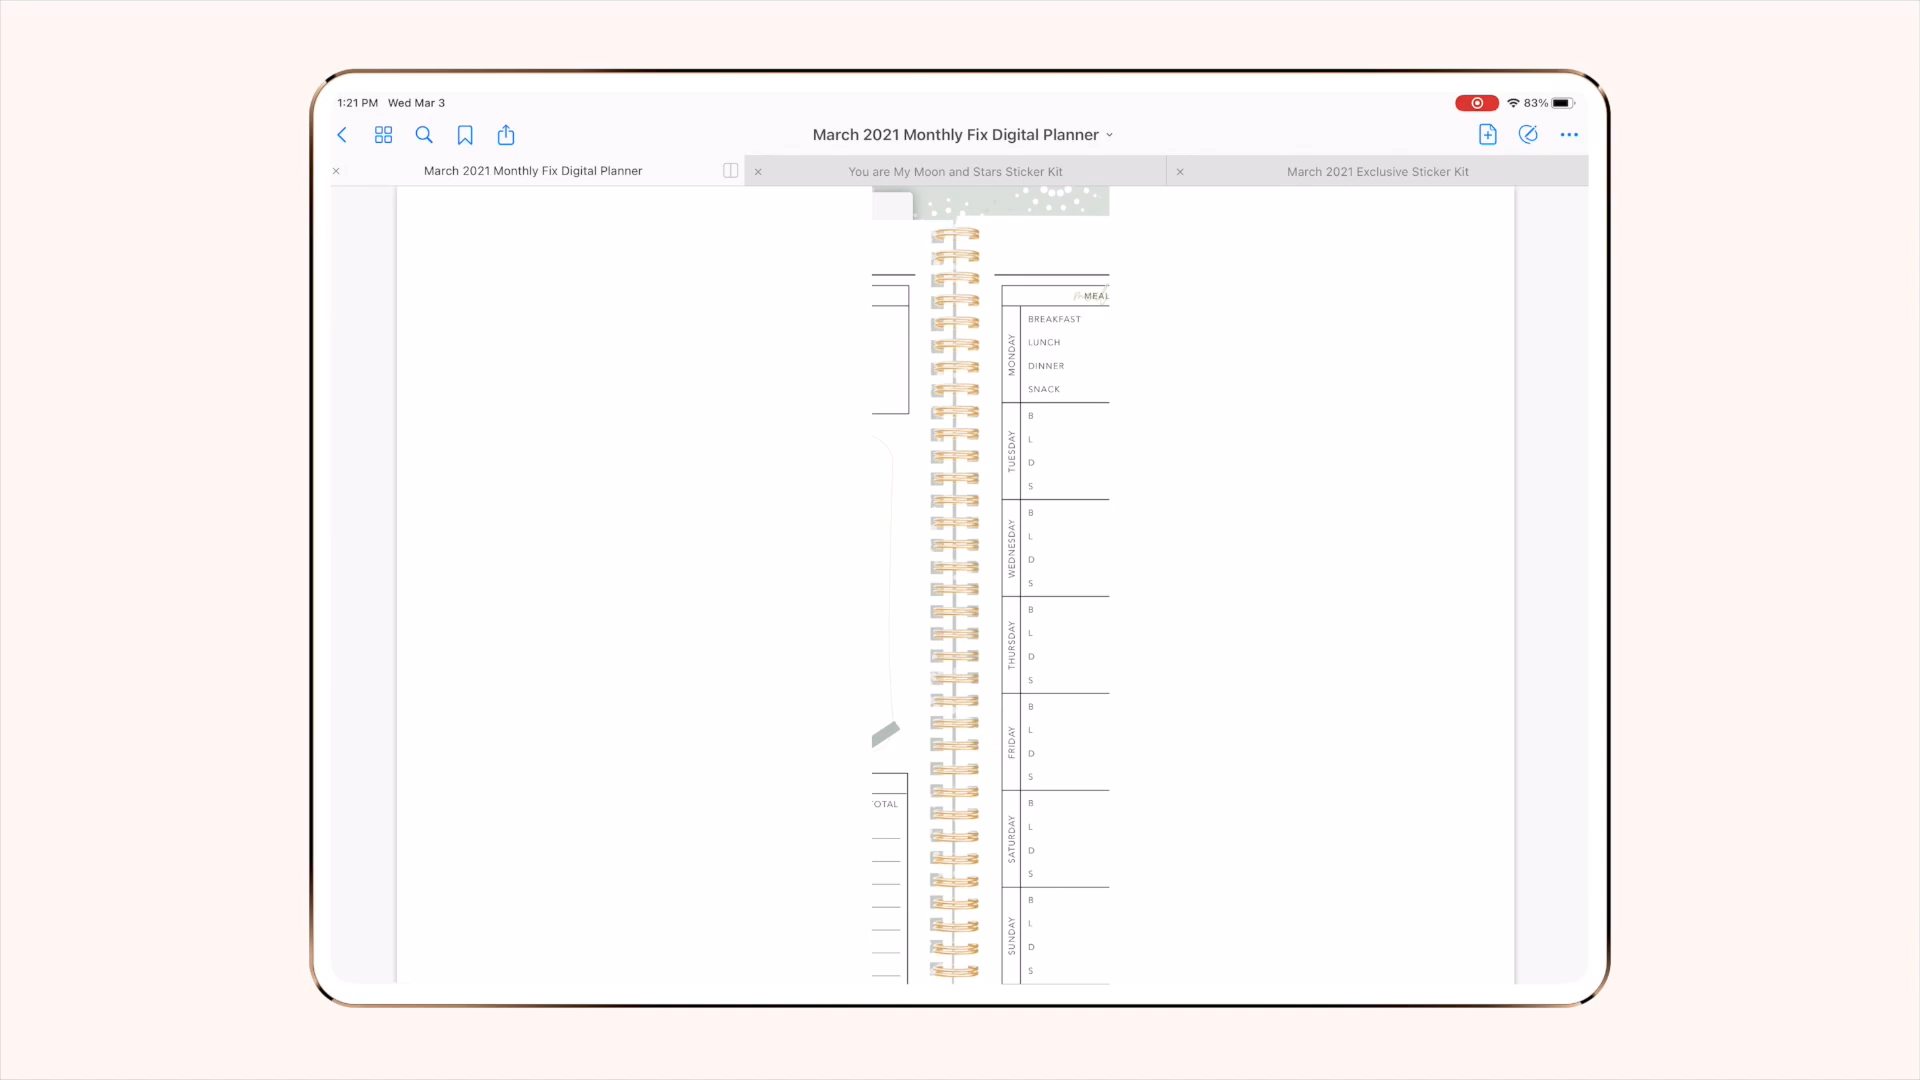 1:21 PM Wed Mar 3
83%
March 2021 Monthly Fix Digital Planner
March 2021 Monthly Fix Digital Planner
You are My Moon and Stars Sticker Kit
March 2021 Exclusive Sticker Kit
MEAL
MONDAY
BREAKFAST
LUNCH
DINNER
SNACK
TUESDAY
B
L
D
S
WEDNESDAY
B
L
D
S
THURSDAY
B
L
D
S
FRIDAY
B
L
D
S
SATURDAY
B
L
D
S
SUNDAY
B
L
D
S
OTAL